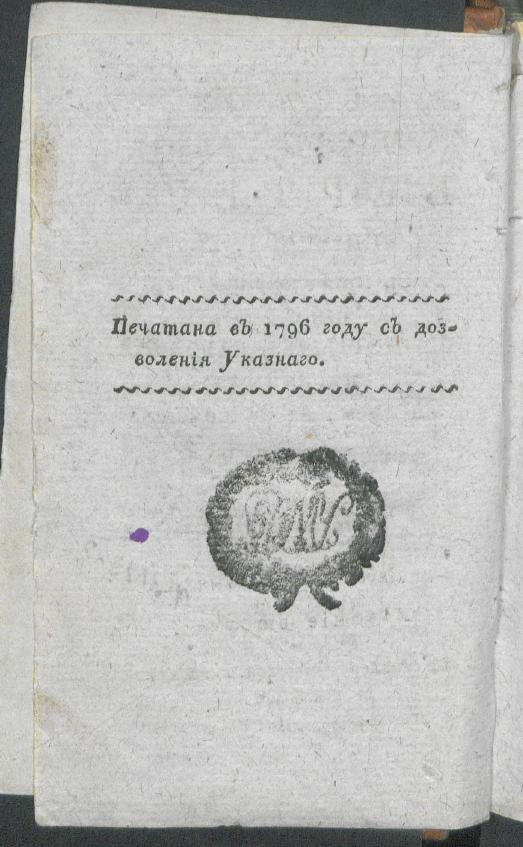 Печатана въ 1796 году съ доз-
воленія Указнаго.